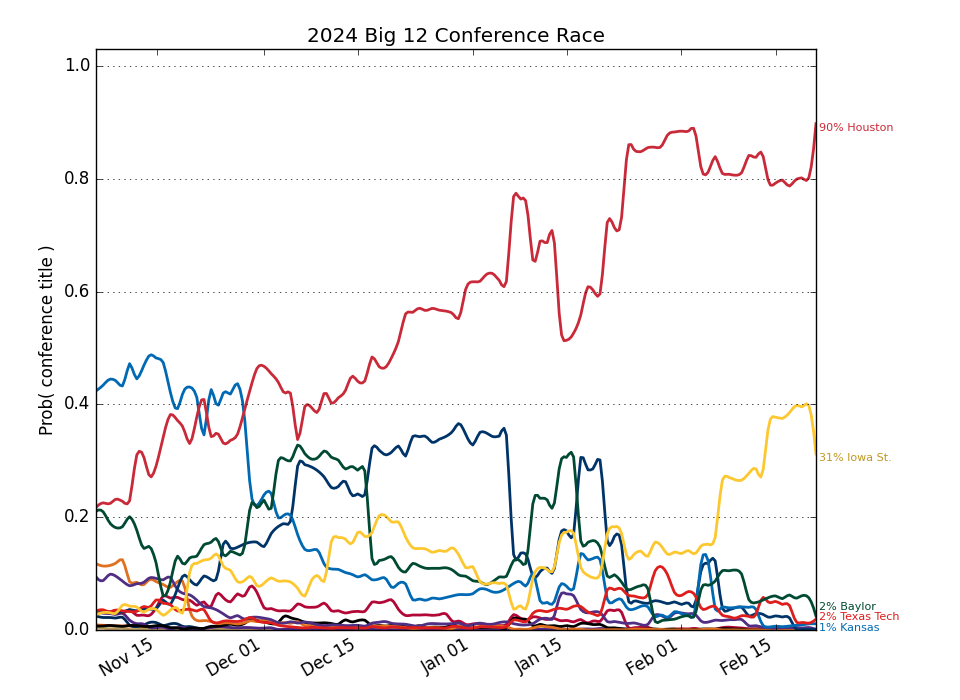 2024 Big 12 Conference Race
Prob( conference title )
1.0
0.8
0.6
0.4
0.2
0.0
90% Houston
31% Iowa St.
2% Baylor
2% Texas Tech
1% Kansas
Nov 15
Dec 01
Dec 15
Jan 01
Jan 15
Feb 01
Feb 15